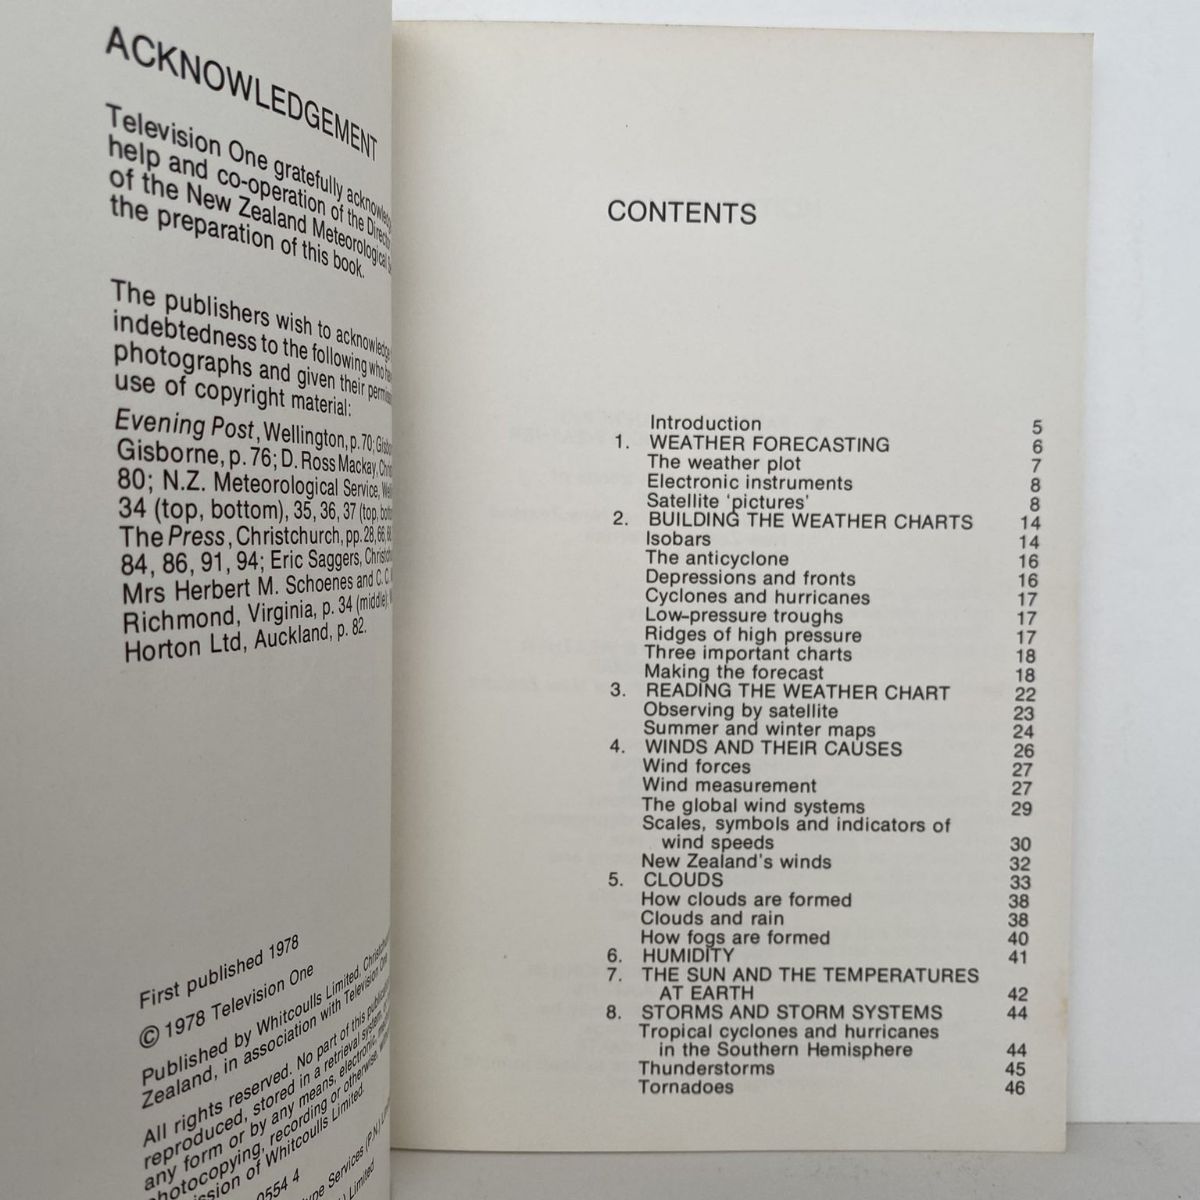 ACKNOWLEDGEMENT
Television One gratefully
help and co-operation of the
of the New Zealand Meteorological
the preparation of this book.
The publishers wish to acknowledge
indebtedness to the following who
photographs and given their
use of copyright material:
Evening Post, Wellington, p. 70;
Gisborne, p. 76; D. Ross Mackay,
80; N.Z. Meteorological Service,
34 (top, bottom), 35, 36, 37 (top,
The Press, Christchurch, pp. 28, 66,
84, 86, 91, 94; Eric Saggers,
Mrs Herbert M. Schoenes and C. C.
Richmond, Virginia, p. 34 (middle);
Horton Ltd, Auckland, p. 82.
First published 1978
© 1978 Television One
Published by Whitcoulls Limited,
Zealand, in association with Television One
All rights reserved. No part of this
reproduced, stored in a retrieval system,
any form or by any means, electronic,
photocopying, recording or otherwise,
of Whitcoulls Limited.
0554 4
Services (P.N.)
Limited
CONTENTS
Introduction 5
1. WEATHER FORECASTING 6
The weather plot 7
Electronic instruments 8
Satellite 'pictures' 8
2. BUILDING THE WEATHER CHARTS 14
Isobars 14
The anticyclone 16
Depressions and fronts 16
Cyclones and hurricanes 17
Low-pressure troughs 17
Ridges of high pressure 17
Three important charts 18
Making the forecast 18
3. READING THE WEATHER CHART 22
Observing by satellite 23
Summer and winter maps 24
4. WINDS AND THEIR CAUSES 26
Wind forces 27
Wind measurement 27
The global wind systems 29
Scales, symbols and indicators of
wind speeds 30
New Zealand's winds 32
5. CLOUDS 33
How clouds are formed 38
Clouds and rain 38
How fogs are formed 40
6. HUMIDITY 41
7. THE SUN AND THE TEMPERATURES
AT EARTH 42
8. STORMS AND STORM SYSTEMS 44
Tropical cyclones and hurricanes
in the Southern Hemisphere 44
Thunderstorms 45
Tornadoes 46